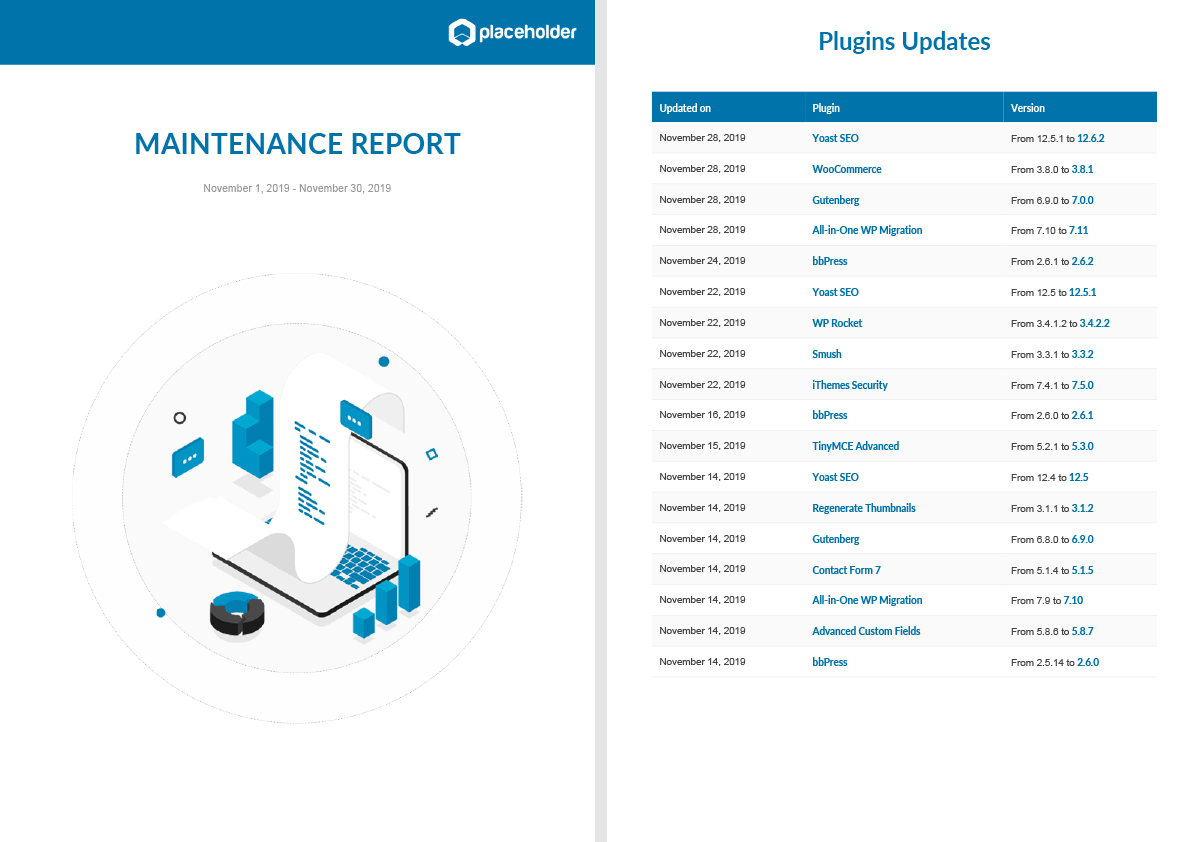 placeholder
MAINTENANCE REPORT
November 1, 2019 - November 30, 2019
Plugins Updates
Updated on Plugin Version
November 28, 2019 Yoast SEO From 12.5.1 to 12.6.2
November 28, 2019 WooCommerce From 3.8.0 to 3.8.1
November 28, 2019 Gutenberg From 6.9.0 to 7.0.0
November 28, 2019 All-in-One WP Migration From 7.10 to 7.11
November 24, 2019 bbPress From 2.6.1 to 2.6.2
November 22, 2019 Yoast SEO From 12.5 to 12.5.1
November 22, 2019 WP Rocket From 3.4.1.2 to 3.4.2.2
November 22, 2019 Smush From 3.3.1 to 3.3.2
November 22, 2019 iThemes Security From 7.4.1 to 7.5.0
November 16, 2019 bbPress From 2.6.0 to 2.6.1
November 15, 2019 TinyMCE Advanced From 5.2.1 to 5.3.0
November 14, 2019 Yoast SEO From 12.4 to 12.5
November 14, 2019 Regenerate Thumbnails From 3.1.1 to 3.1.2
November 14, 2019 Gutenberg From 6.8.0 to 6.9.0
November 14, 2019 Contact Form 7 From 5.1.4 to 5.1.5
November 14, 2019 All-in-One WP Migration From 7.9 to 7.10
November 14, 2019 Advanced Custom Fields From 5.8.6 to 5.8.7
November 14, 2019 bbPress From 2.5.14 to 2.6.0